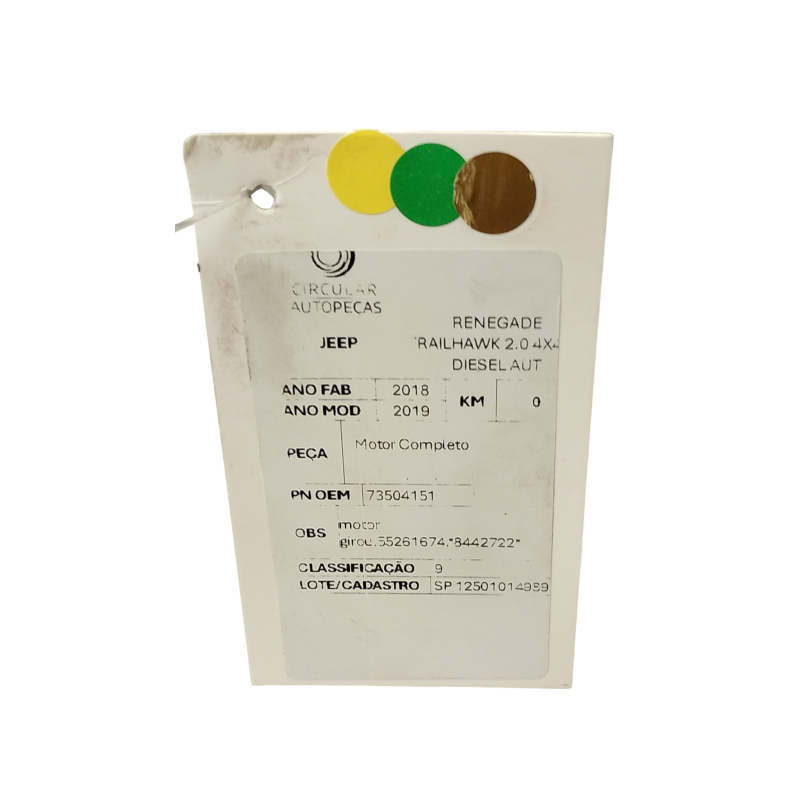 CIRCULAR
AUTOPEÇAS
JEEP
RENEGADE
RAILHAWK 2.0 4X4
DIESEL AUT
ANO FAB 2018
ANO MOD 2019
KM 0
PEÇA Motor Completo
PN OEM 73504151
OBS motor
girou.55261674.*8442722*
CLASSIFICAÇÃO 9
LOTE/CADASTRO SP 12501014989